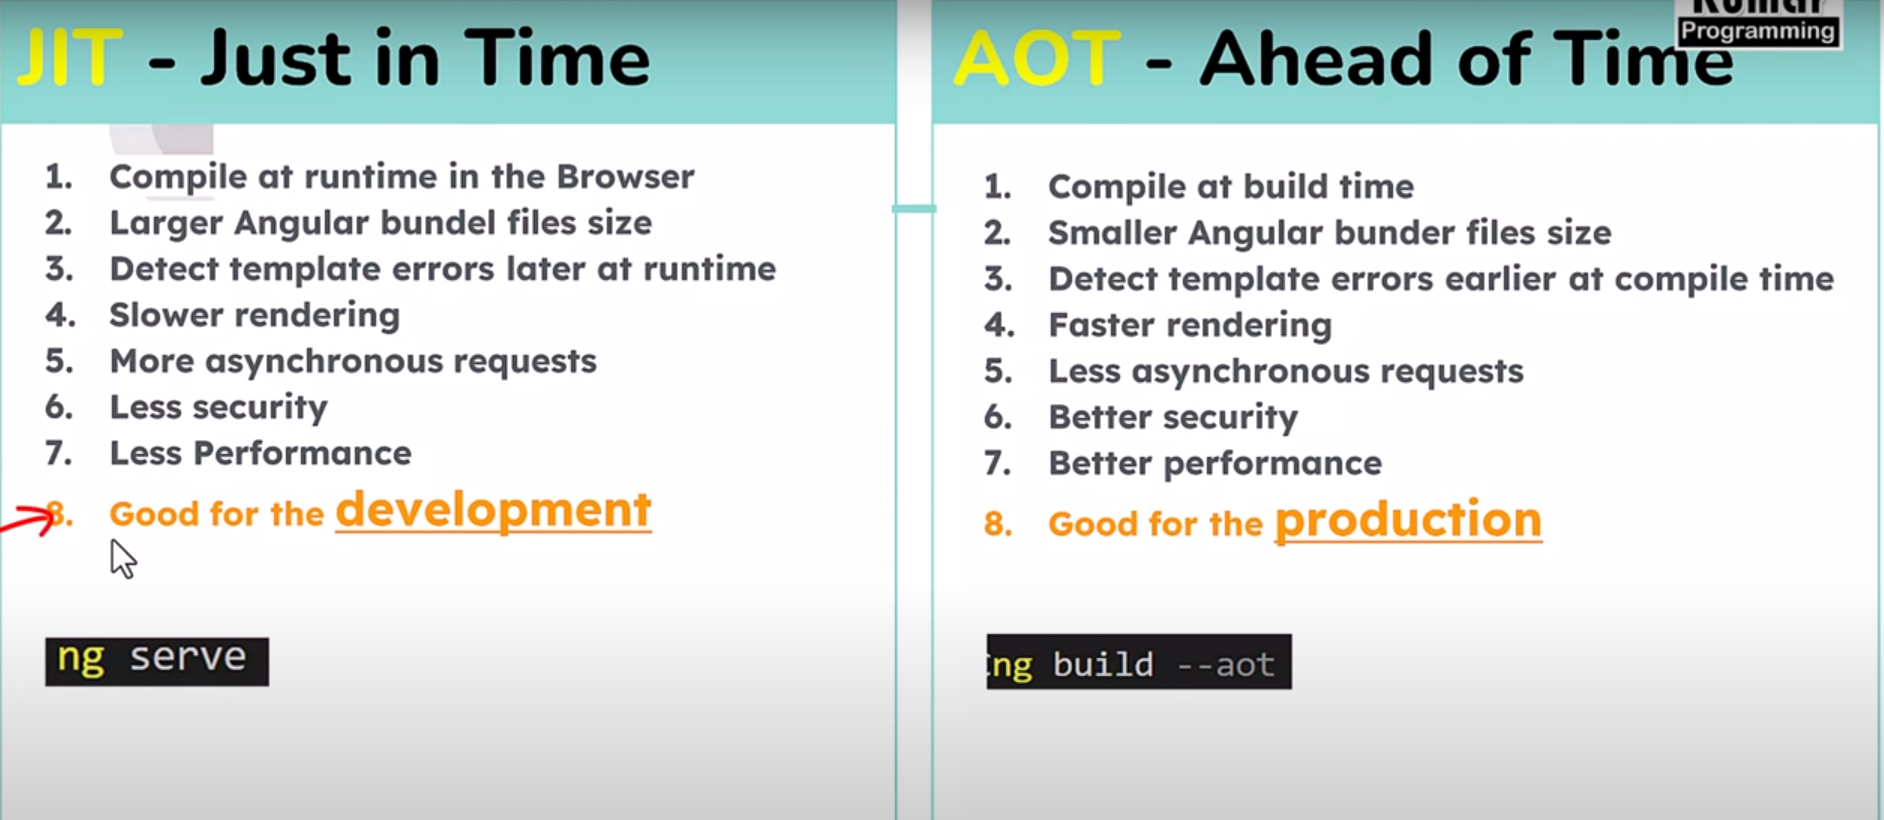 JIT - Just in Time
1. Compile at runtime in the Browser
2. Larger Angular bundel files size
3. Detect template errors later at runtime
4. Slower rendering
5. More asynchronous requests
6. Less security
7. Less Performance
8. Good for the development
ng serve
Kumar
Programming
AOT - Ahead of Time
1. Compile at build time
2. Smaller Angular bunder files size
3. Detect template errors earlier at compile time
4. Faster rendering
5. Less asynchronous requests
6. Better security
7. Better performance
8. Good for the production
ng build --aot